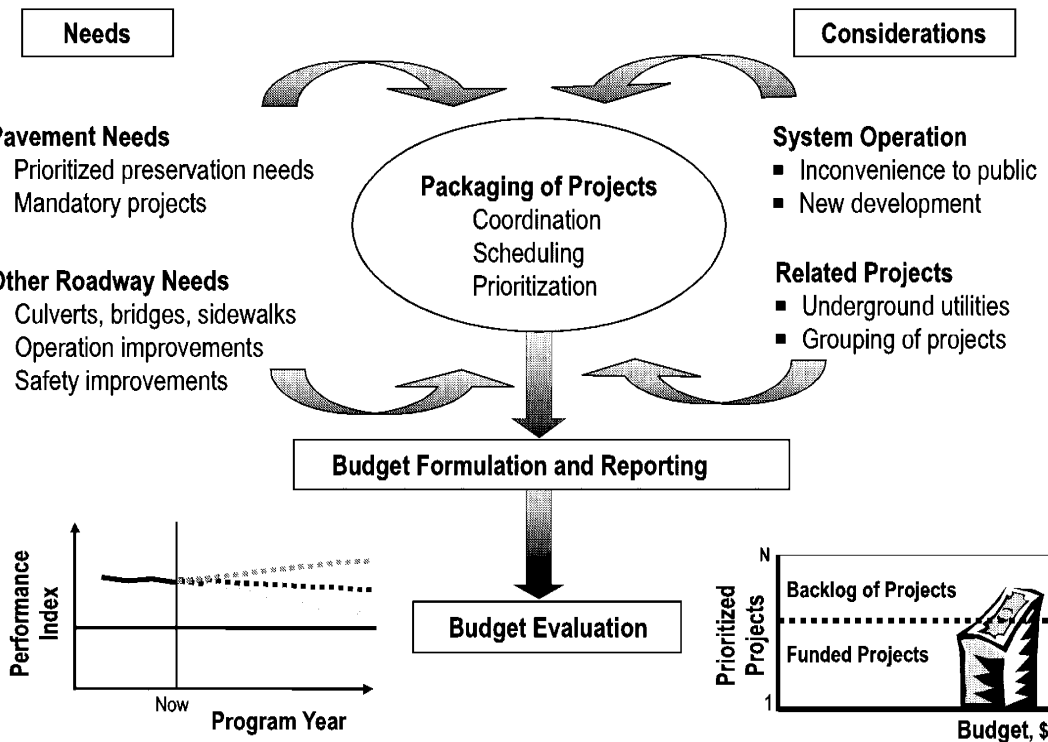 Needs
Considerations
Pavement Needs
Prioritized preservation needs
Mandatory projects
Other Roadway Needs
Culverts, bridges, sidewalks
Operation improvements
Safety improvements
Packaging of Projects
Coordination
Scheduling
Prioritization
System Operation
▪ Inconvenience to public
▪ New development
Related Projects
▪ Underground utilities
▪ Grouping of projects
Budget Formulation and Reporting
Budget Evaluation
Performance
Index
Now
Program Year
Prioritized
Projects
N
Backlog of Projects
Funded Projects
1
Budget, $